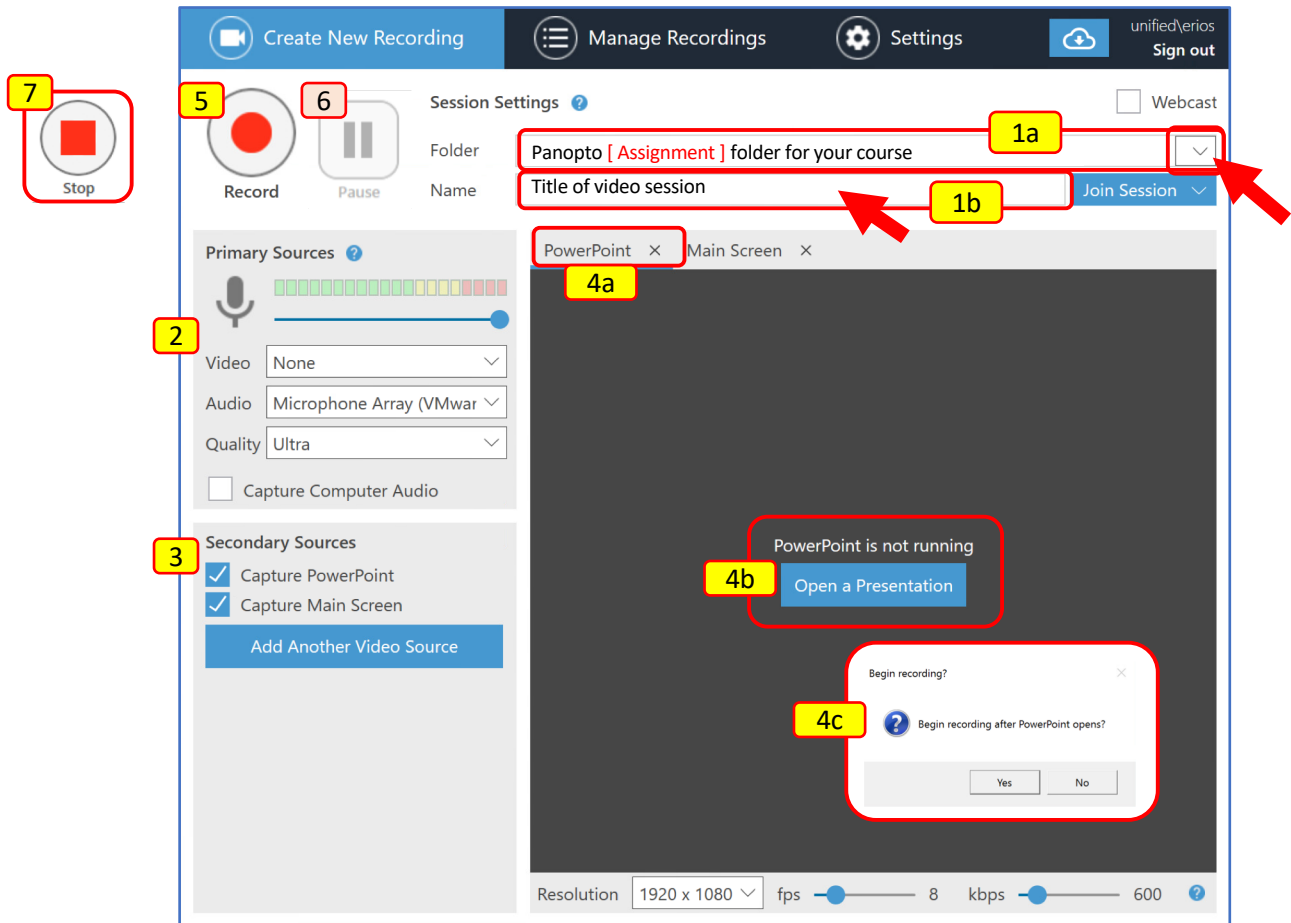 Create New Recording
Manage Recordings
Settings
unified\erios
Sign out
7
Stop
5
Record
6
Pause
Session Settings ?
Webcast
1a
Folder
Panopto [ Assignment ] folder for your course
Name
Title of video session
1b
Join Session
Primary Sources ?
PowerPoint ×
Main Screen ×
4a
2
Video
None
Audio
Microphone Array (VMwar
Quality
Ultra
Capture Computer Audio
3
Secondary Sources
Capture PowerPoint
Capture Main Screen
Add Another Video Source
PowerPoint is not running
4b
Open a Presentation
Begin recording?
4c
? Begin recording after PowerPoint opens?
Yes
No
Resolution 1920 x 1080 fps 8 kbps 600 ?